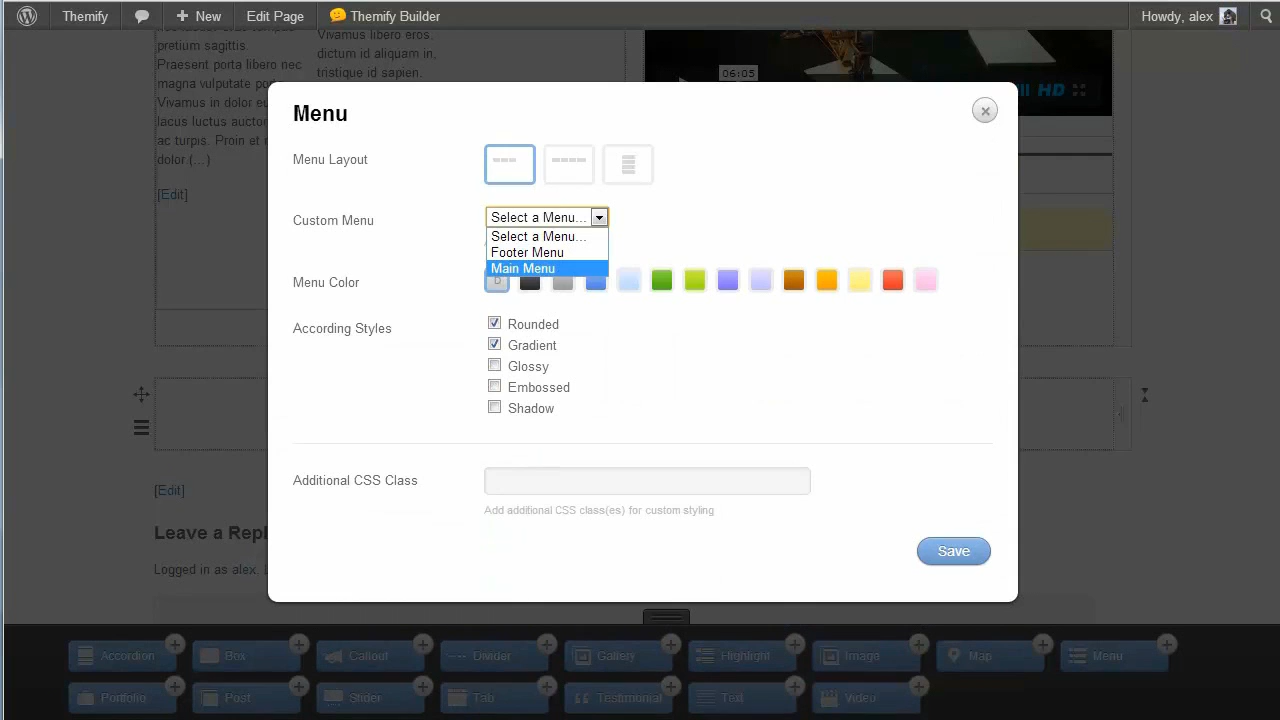 Themify New Edit Page Themify Builder Howdy, alex
pretium sagittis.
Praesent porta libero nec
magna vulputate
Vivamus in dolor
lacus luctus auctor
ac turpis. Proin et
dolor.(...)
[Edit]
Vivamus libero eros,
dictum id aliquam in,
tristique id sapien.
06:05
HD
Menu
Menu Layout
Custom Menu
Select a Menu...
Select a Menu...
Footer Menu
Main Menu
Menu Color
D
According Styles
Rounded
Gradient
Glossy
Embossed
Shadow
Additional CSS Class
Add additional CSS class(es) for custom styling
Save
[Edit]
Leave a Repl
Logged in as alex.
Accordion Box Callout Divider Gallery Highlight Image Map Menu
Portfolio Post Slider Tab Testimonial Text Video